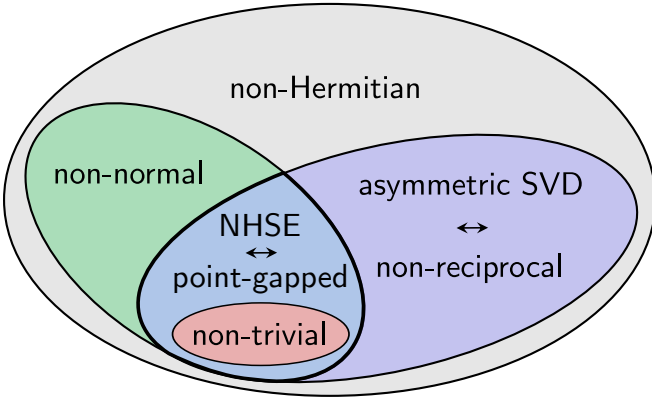 non-Hermitian
non-normal
asymmetric SVD
↔
non-reciprocal
NHSE
↔
point-gapped
non-trivial